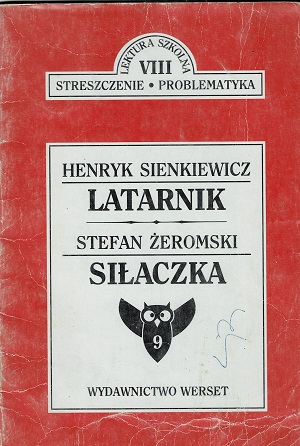 LEKTURA SZKOLNA
VIII
STRESZCZENIE • PROBLEMATYKA
HENRYK SIENKIEWICZ
LATARNIK
STEFAN ŻEROMSKI
SIŁACZKA
9
WYDAWNICTWO WERSET